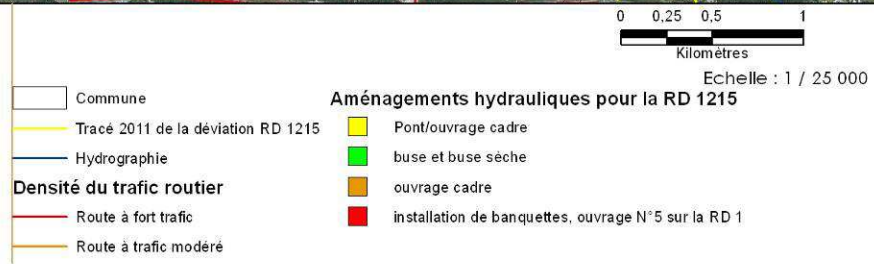 0 0,25 0,5 1
Kilomètres
Echelle : 1 / 25 000
Commune
Tracé 2011 de la déviation RD 1215
Hydrographie
Densité du trafic routier
Route à fort trafic
Route à trafic modéré
Aménagements hydrauliques pour la RD 1215
Pont/ouvrage cadre
buse et buse sèche
ouvrage cadre
installation de banquettes, ouvrage N°5 sur la RD 1